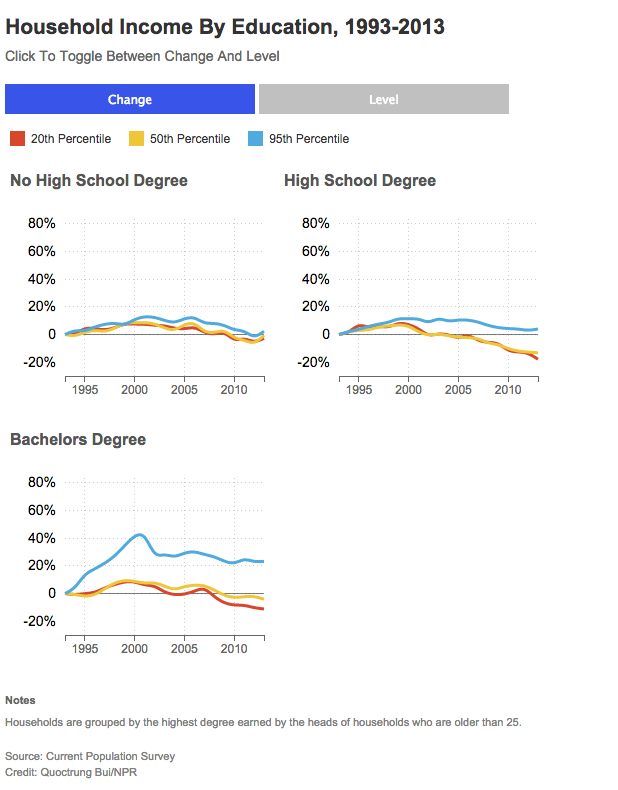 Household Income By Education, 1993-2013
Click To Toggle Between Change And Level
Change Level
20th Percentile 50th Percentile 95th Percentile
No High School Degree High School Degree
80% 80%
60% 60%
40% 40%
20% 20%
0 0
-20% -20%
1995 2000 2005 2010 1995 2000 2005 2010
Bachelors Degree
80%
60%
40%
20%
0
-20%
1995 2000 2005 2010
Notes
Households are grouped by the highest degree earned by the heads of households who are older than 25.
Source: Current Population Survey
Credit: Quoctrung Bui/NPR